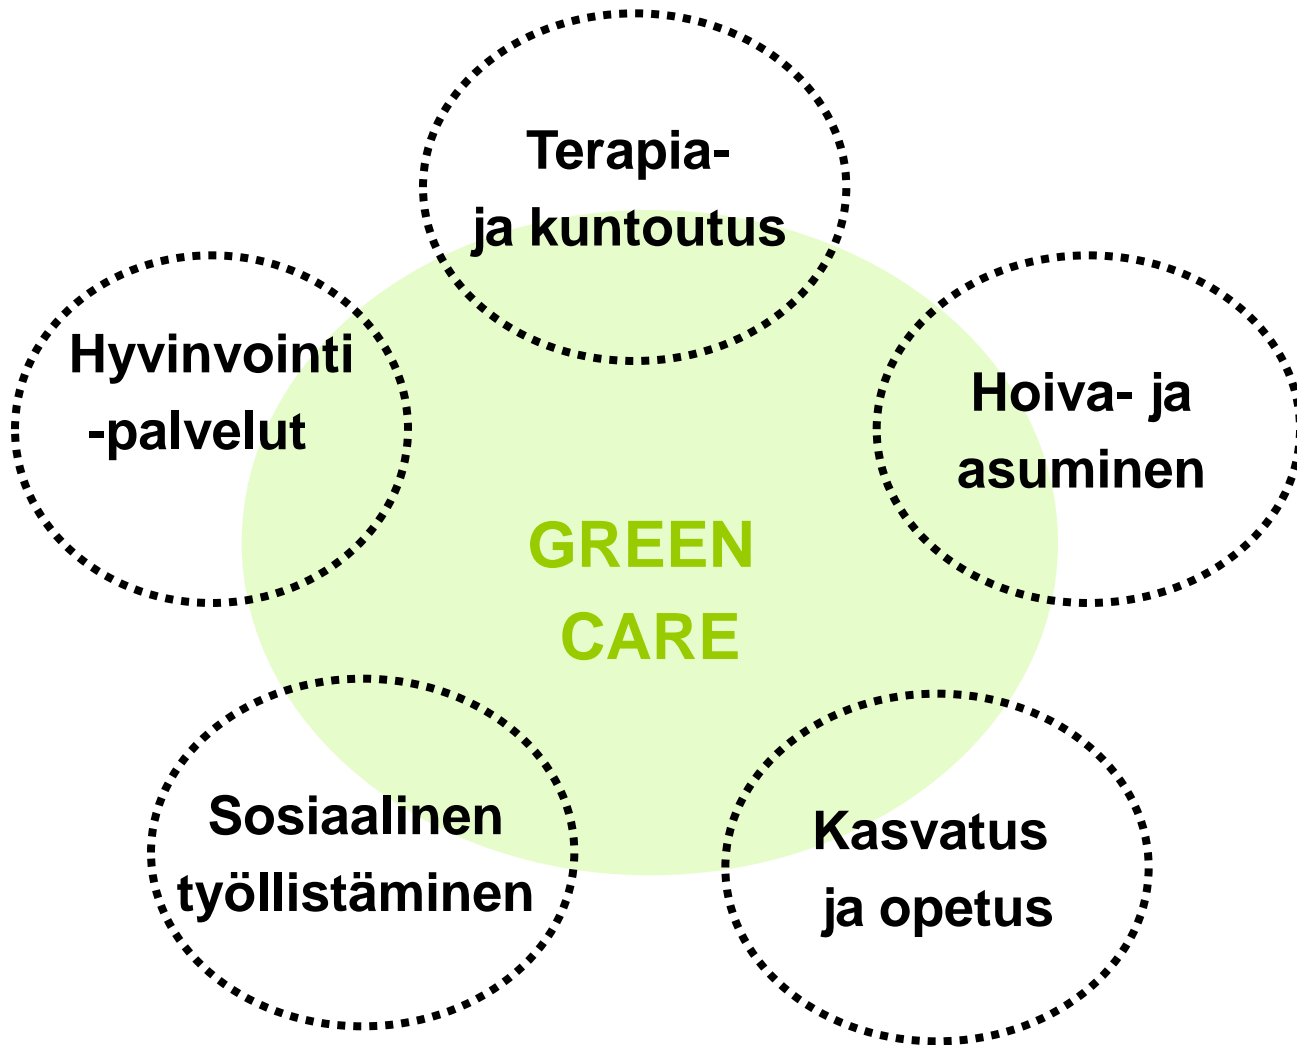 Terapia-
ja kuntoutus
Hyvinvointi
-palvelut
Hoiva- ja
asuminen
GREEN
CARE
Sosiaalinen
työllistäminen
Kasvatus
ja opetus